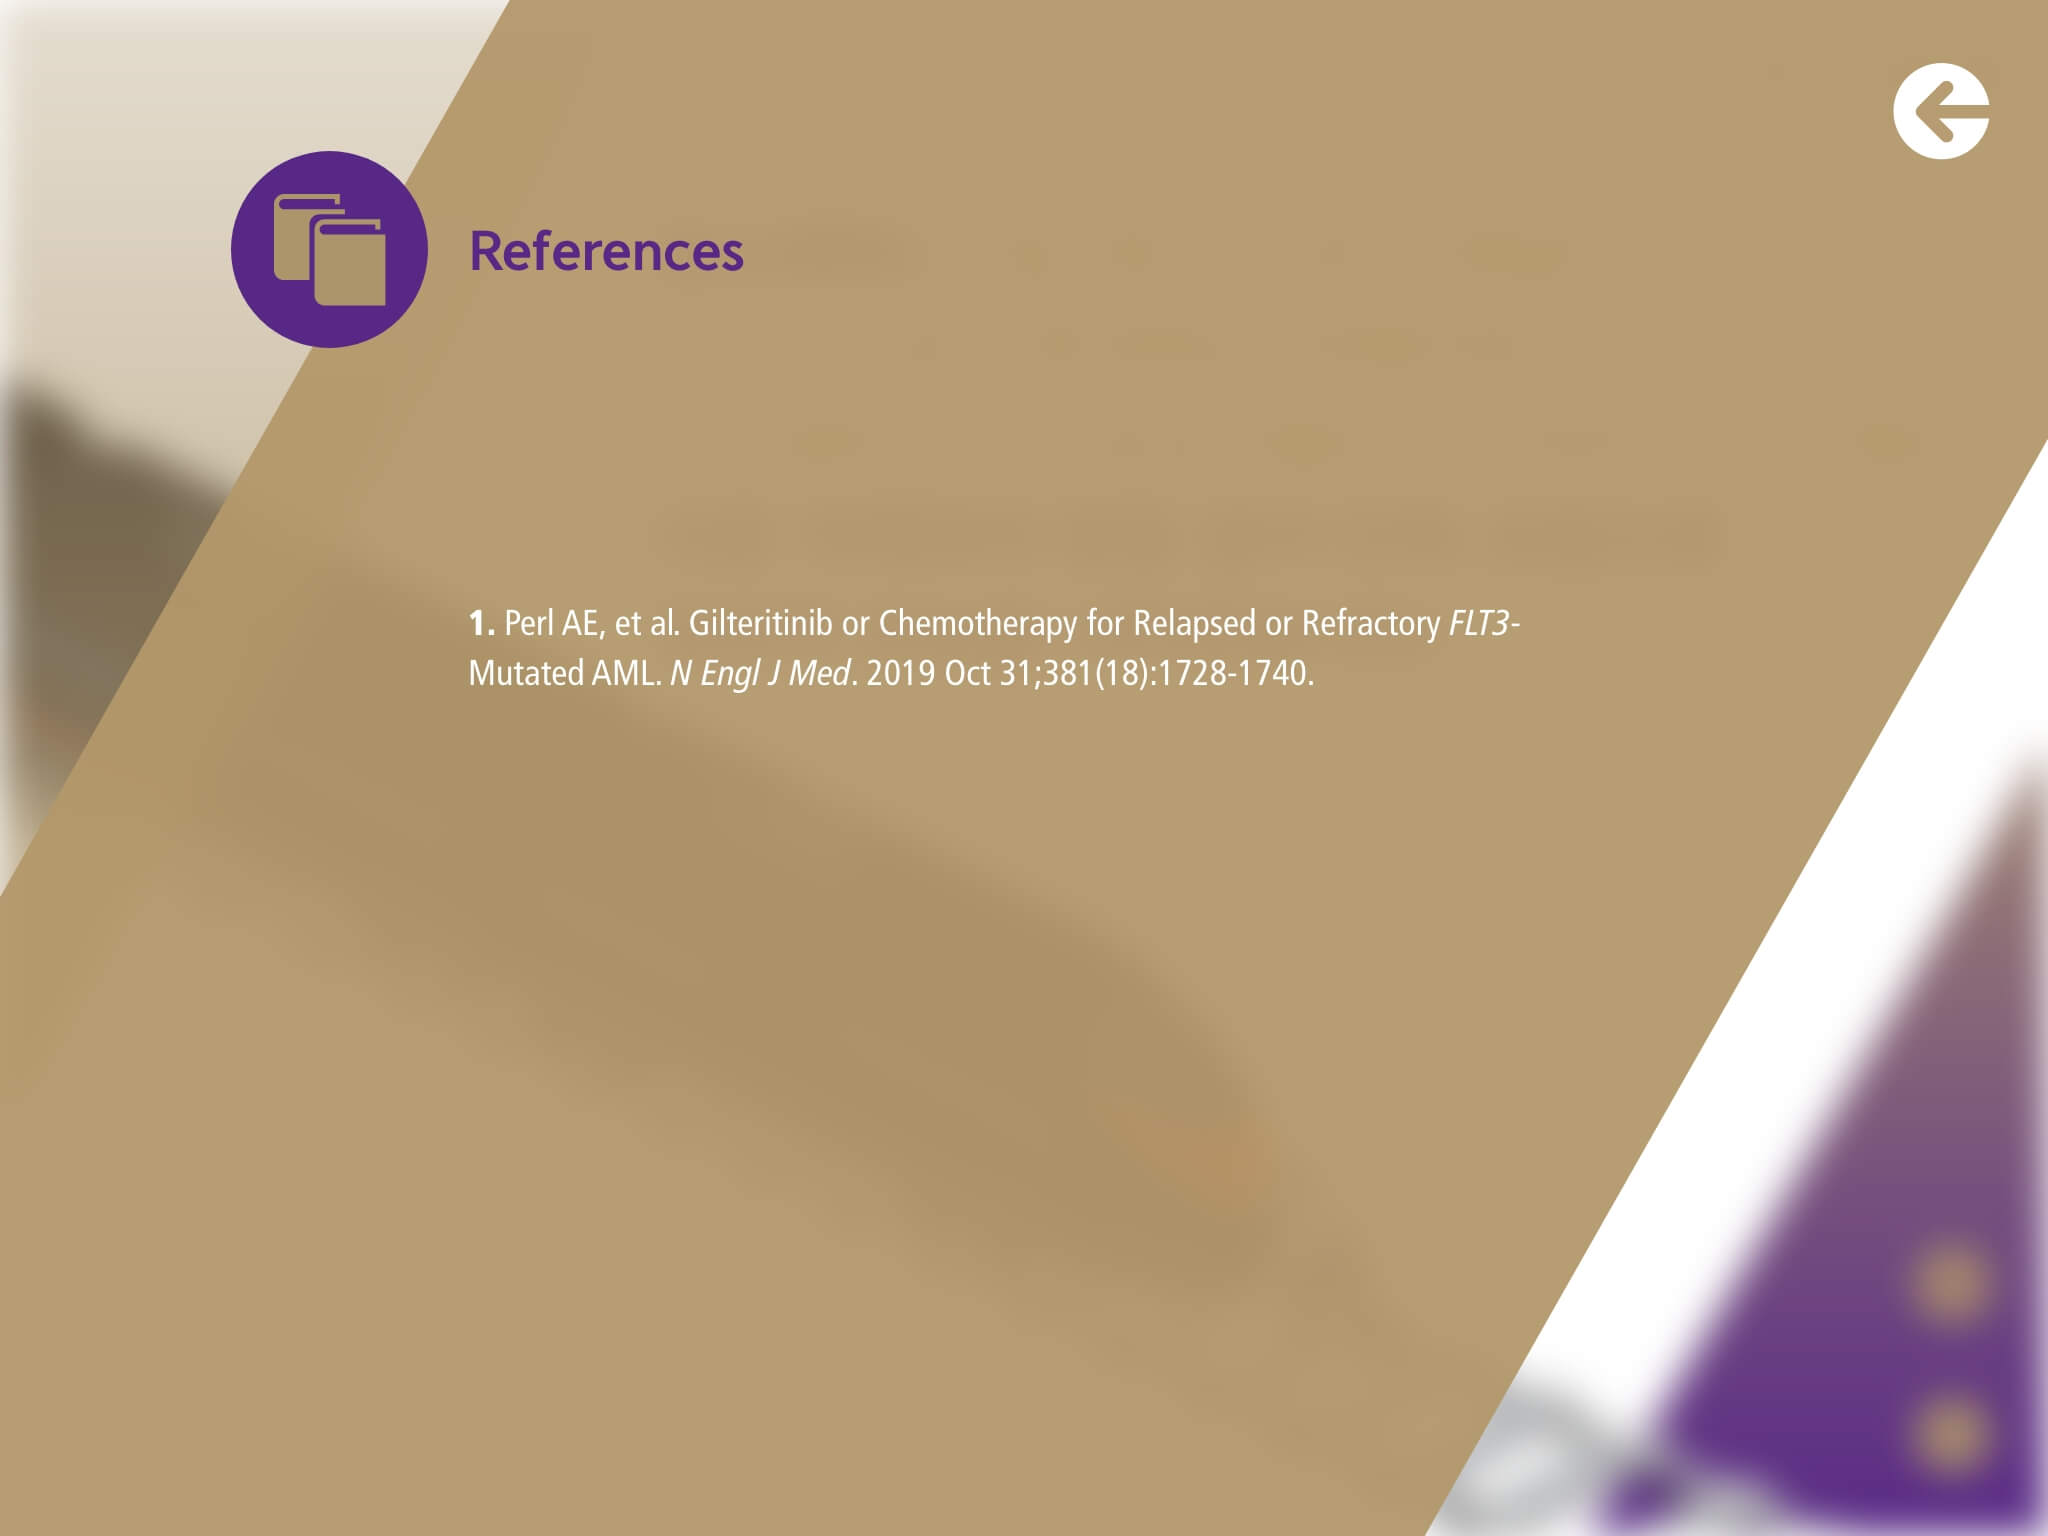 References
1. Perl AE, et al. Gilteritinib or Chemotherapy for Relapsed or Refractory FLT3-
Mutated AML. N Engl J Med. 2019 Oct 31;381(18):1728-1740.